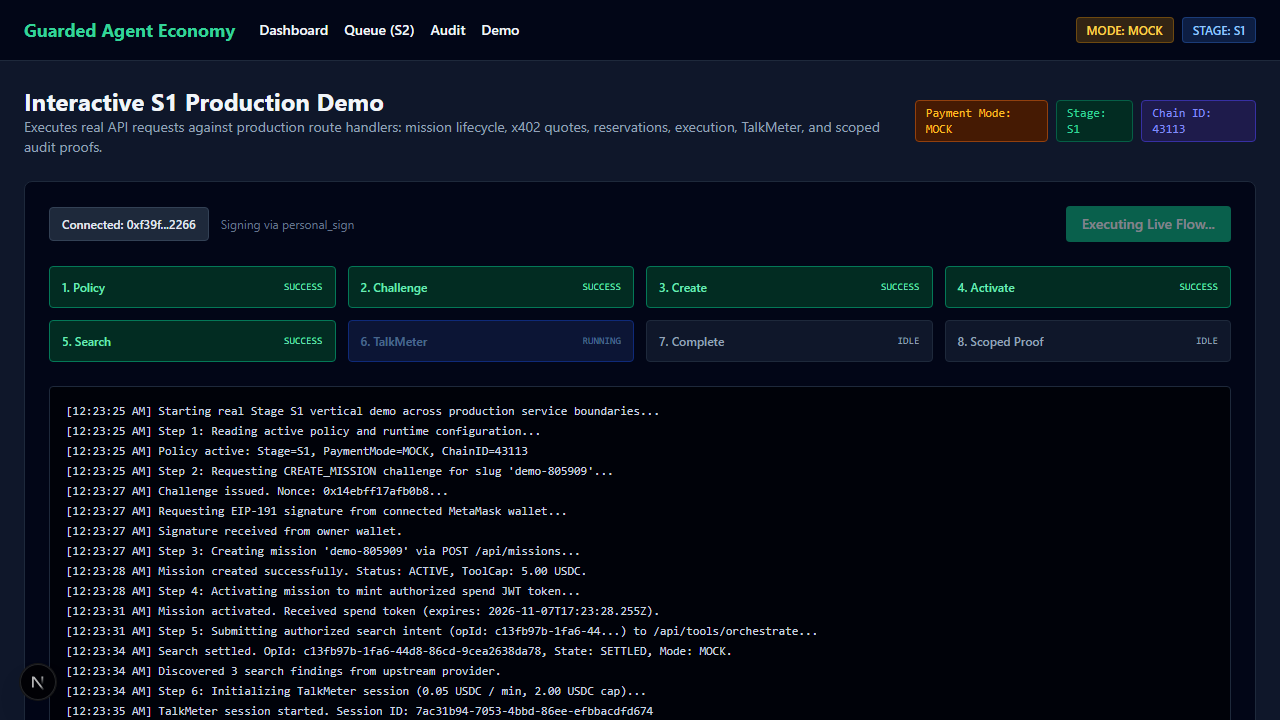 Guarded Agent Economy Dashboard Queue (S2) Audit Demo MODE: MOCK STAGE: S1
Interactive S1 Production Demo
Executes real API requests against production route handlers: mission lifecycle, x402 quotes, reservations, execution, TalkMeter, and scoped
audit proofs.
Payment Mode:
MOCK
Stage:
S1
Chain ID:
43113
Connected: 0xf39f...2266 Signing via personal_sign Executing Live Flow...
1. Policy SUCCESS 2. Challenge SUCCESS 3. Create SUCCESS 4. Activate SUCCESS
5. Search SUCCESS 6. TalkMeter RUNNING 7. Complete IDLE 8. Scoped Proof IDLE
[12:23:25 AM] Starting real Stage S1 vertical demo across production service boundaries...
[12:23:25 AM] Step 1: Reading active policy and runtime configuration...
[12:23:25 AM] Policy active: Stage=S1, PaymentMode=MOCK, ChainID=43113
[12:23:25 AM] Step 2: Requesting CREATE_MISSION challenge for slug 'demo-805909'...
[12:23:27 AM] Challenge issued. Nonce: 0x14ebff17afb0b8...
[12:23:27 AM] Requesting EIP-191 signature from connected MetaMask wallet...
[12:23:27 AM] Signature received from owner wallet.
[12:23:27 AM] Step 3: Creating mission 'demo-805909' via POST /api/missions...
[12:23:28 AM] Mission created successfully. Status: ACTIVE, ToolCap: 5.00 USDC.
[12:23:28 AM] Step 4: Activating mission to mint authorized spend JWT token...
[12:23:31 AM] Mission activated. Received spend token (expires: 2026-11-07T17:23:28.255Z).
[12:23:31 AM] Step 5: Submitting authorized search intent (opId: c13fb97b-1fa6-44...) to /api/tools/orchestrate...
[12:23:34 AM] Search settled. OpId: c13fb97b-1fa6-44d8-86cd-9cea2638da78, State: SETTLED, Mode: MOCK.
[12:23:34 AM] Discovered 3 search findings from upstream provider.
[12:23:34 AM] Step 6: Initializing TalkMeter session (0.05 USDC / min, 2.00 USDC cap)...
[12:23:35 AM] TalkMeter session started. Session ID: 7ac31b94-7053-4bbd-86ee-efbbacdfd674
N